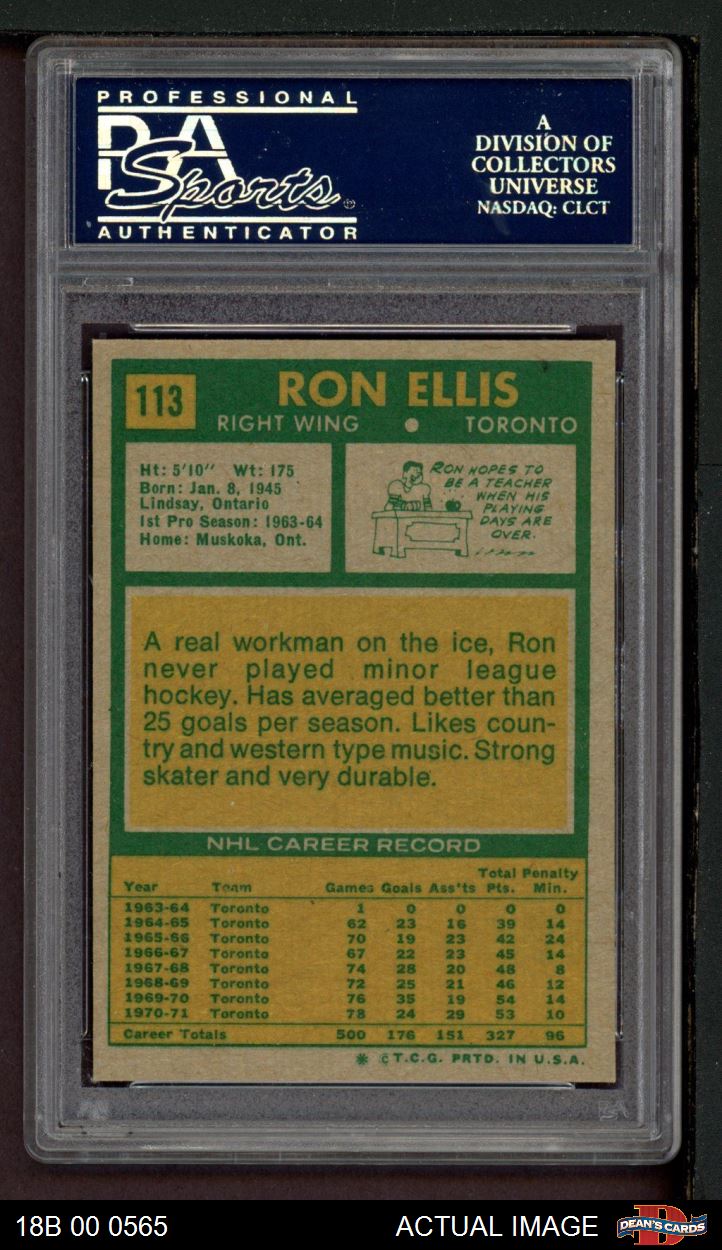 PROFESSIONAL
PSA
Sports
AUTHENTICATOR
A
DIVISION OF
COLLECTORS
UNIVERSE
NASDAQ: CLCT
113
RON ELLIS
RIGHT WING • TORONTO
Ht: 5'10" Wt: 175
Born: Jan. 8, 1945
Lindsay, Ontario
1st Pro Season: 1963-64
Home: Muskoka, Ont.
RON HOPES TO
BE A TEACHER
WHEN HIS
PLAYING
DAYS ARE
OVER.
A real workman on the ice, Ron
never played minor league
hockey. Has averaged better than
25 goals per season. Likes coun-
try and western type music. Strong
skater and very durable.
NHL CAREER RECORD
Total Penalty
Year Team Games Goals Ass'ts Pts. Min.
1963-64 Toronto 1 0 0 0 0
1964-65 Toronto 62 23 16 39 14
1965-66 Toronto 70 19 23 42 24
1966-67 Toronto 67 22 23 45 14
1967-68 Toronto 74 28 20 48 8
1968-69 Toronto 72 25 21 46 12
1969-70 Toronto 76 35 19 54 14
1970-71 Toronto 78 24 29 53 10
Career Totals 500 176 151 327 96
* © T.C.G. PRTD. IN U.S.A.
18B 00 0565
ACTUAL IMAGE
DEAN'S CARDS